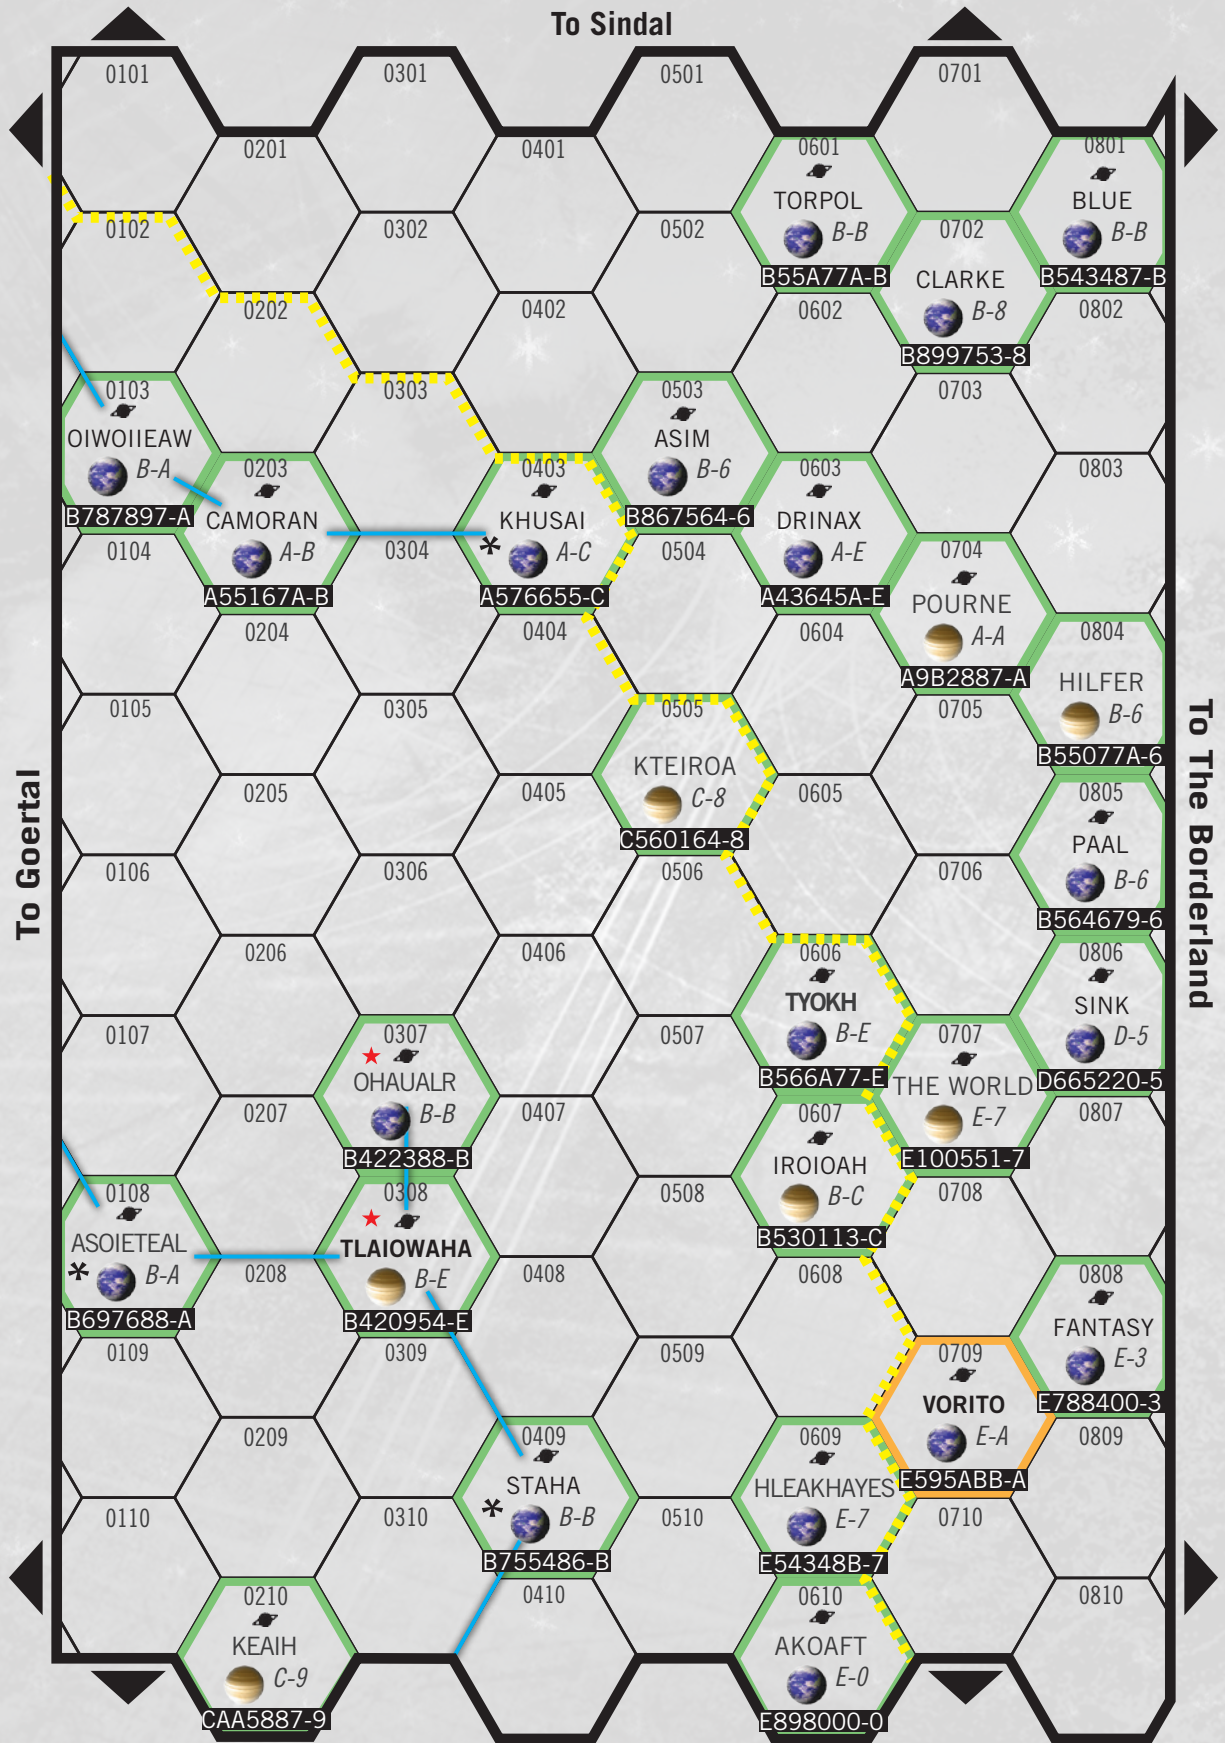 To Sindal
0101
0301
0501
0701
0201
0401
0601
TORPOL
B-B
B55A77A-B
0801
BLUE
B-B
B543487-B
0102
0302
0502
0702
CLARKE
B-8
B899753-8
0202
0402
0602
0802
0103
OIWOIIEAW
B-A
B787897-A
0303
0503
ASIM
B-6
B867564-6
0703
0203
CAMORAN
A-B
A55167A-B
0403
KHUSAI
*
A-C
A576655-C
0603
DRINAX
A-E
A43645A-E
0803
0104
0304
0504
0704
POURNE
A-A
A9B2887-A
0204
0404
0604
0804
HILFER
B-6
B55077A-6
0105
0305
0505
KTEIROA
C-8
C560164-8
0705
0205
0405
0605
0805
PAAL
B-6
B564679-6
0106
0306
0506
0706
0206
0406
0606
TYOKH
B-E
B566A77-E
0806
SINK
D-5
D665220-5
0107
0307
OHAUALR
B-B
B422388-B
0507
0707
THE WORLD
E-7
E100551-7
0207
0407
0607
IROIOAH
B-C
B530113-C
0807
0108
ASOIETEAL
*
B-A
B697688-A
0308
TLAIOWAHA
B-E
B420954-E
0508
0708
0208
0408
0608
0808
FANTASY
E-3
E788400-3
0109
0309
0509
0709
VORITO
E-A
E595ABB-A
0209
0409
STAHA
*
B-B
B755486-B
0609
HLEAKHAYES
E-7
E54348B-7
0809
0110
0310
0510
0710
0210
KEAIH
C-9
CAA5887-9
0410
0610
AKOAFT
E-0
E898000-0
0810
To Goertal
To The Borderland